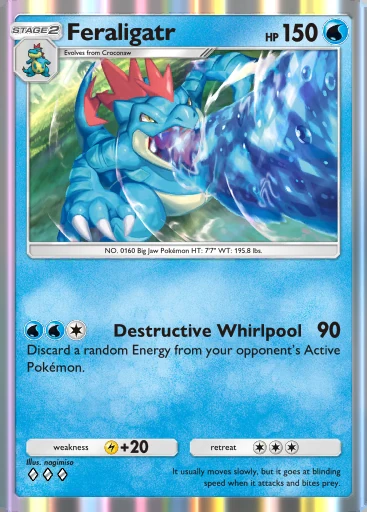 STAGE 2 Feraligatr HP 150
Evolves from Croconaw
NO. 0160 Big Jaw Pokémon HT: 7'7" WT: 195.8 lbs.
Destructive Whirlpool 90
Discard a random Energy from your opponent's Active
Pokémon.
weakness +20 retreat
Illus. nagimiso
It usually moves slowly, but it goes at blinding
speed when it attacks and bites prey.